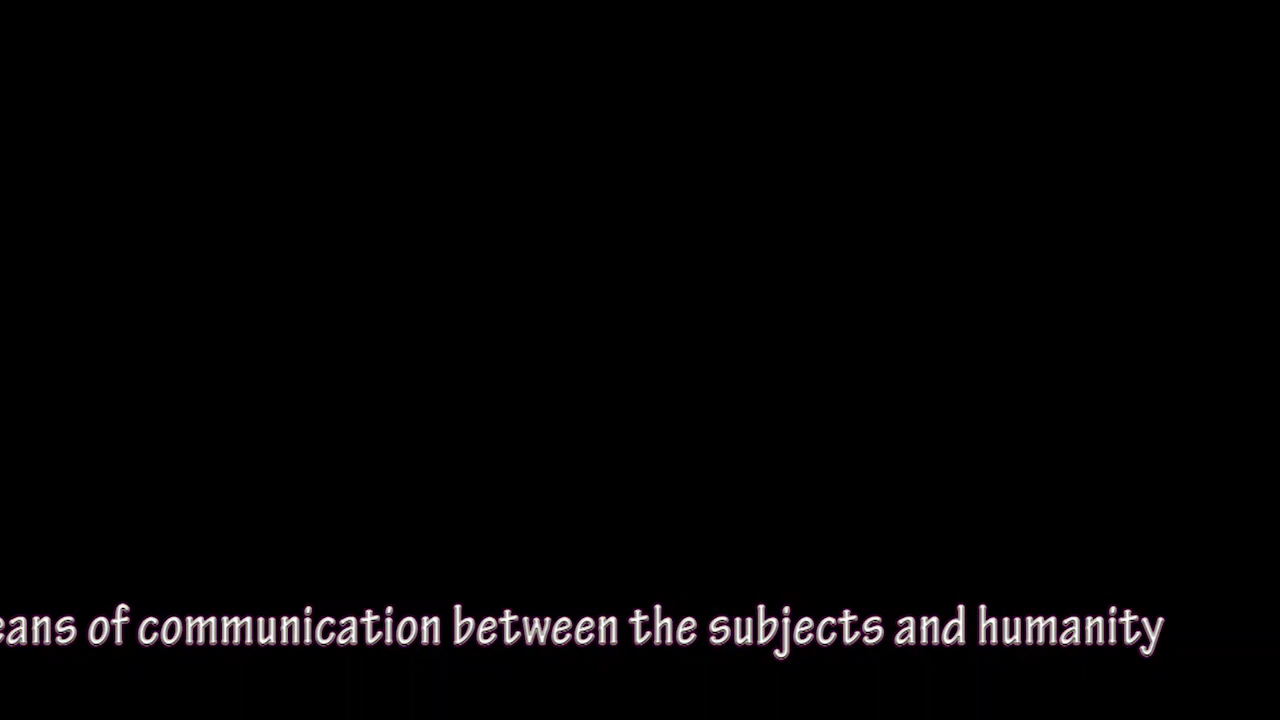 eans of communication between the subjects and humanity